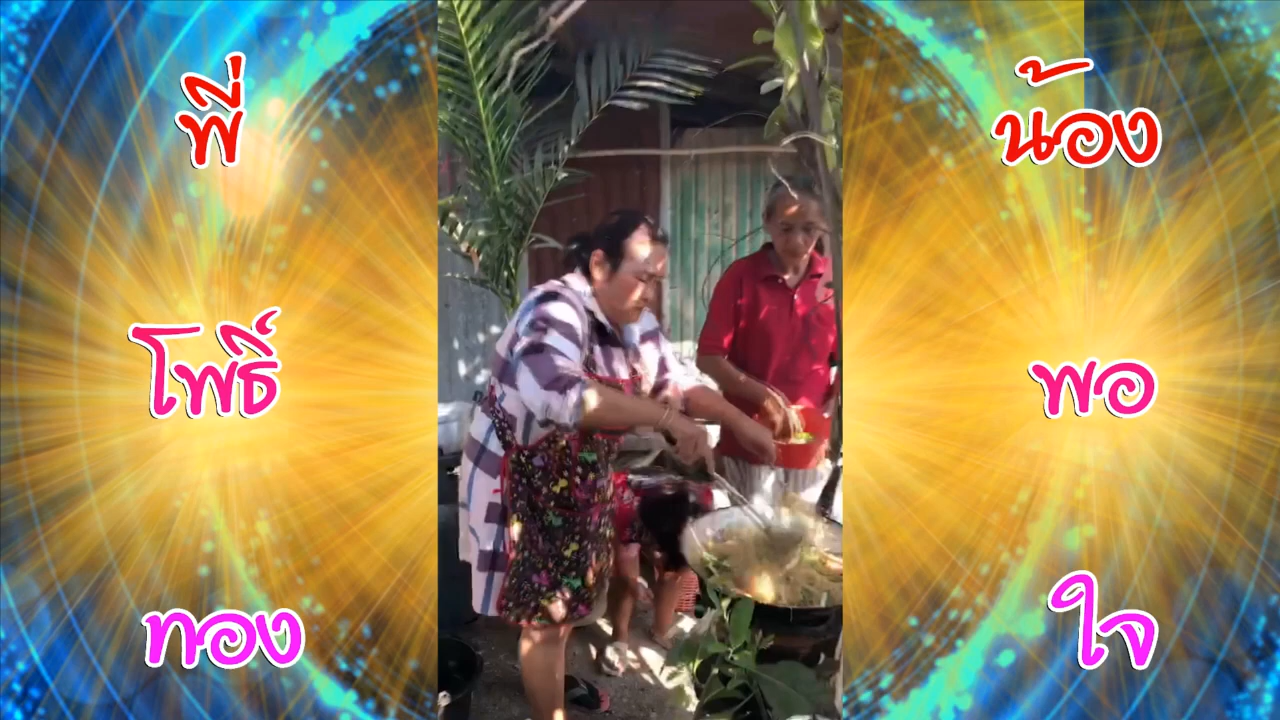 พี่
โพธิ์
ทอง
น้อง
พอ
ใจ